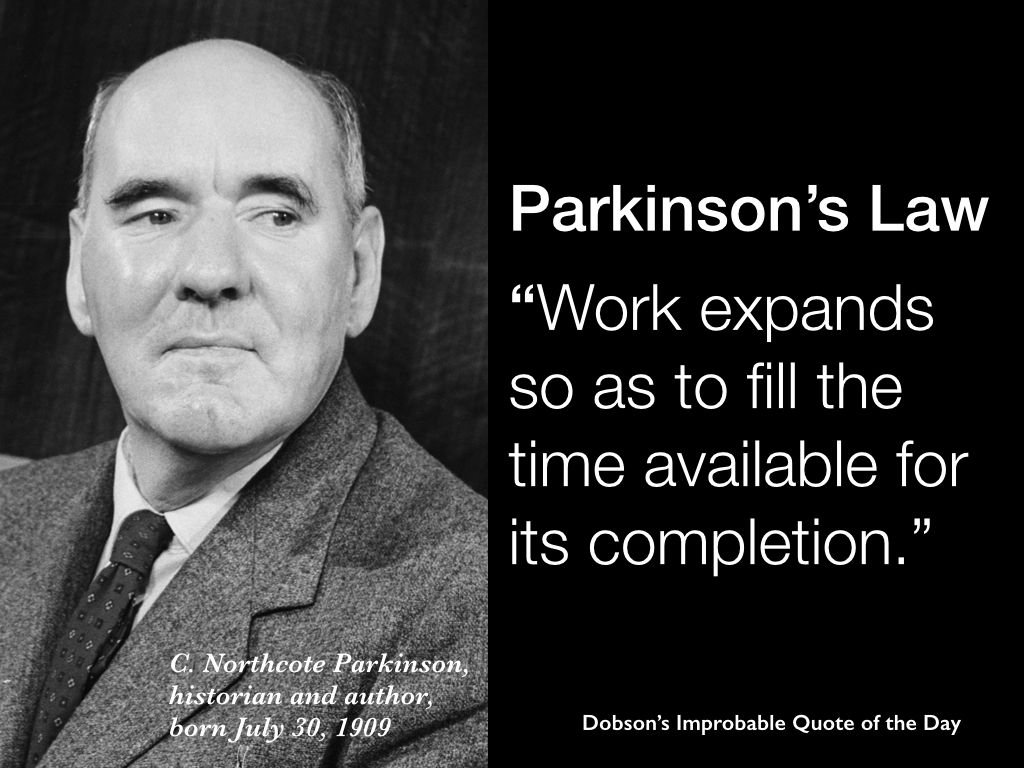 Parkinson’s Law
“Work expands
so as to fill the
time available for
its completion.”
C. Northcote Parkinson,
historian and author,
born July 30, 1909
Dobson’s Improbable Quote of the Day